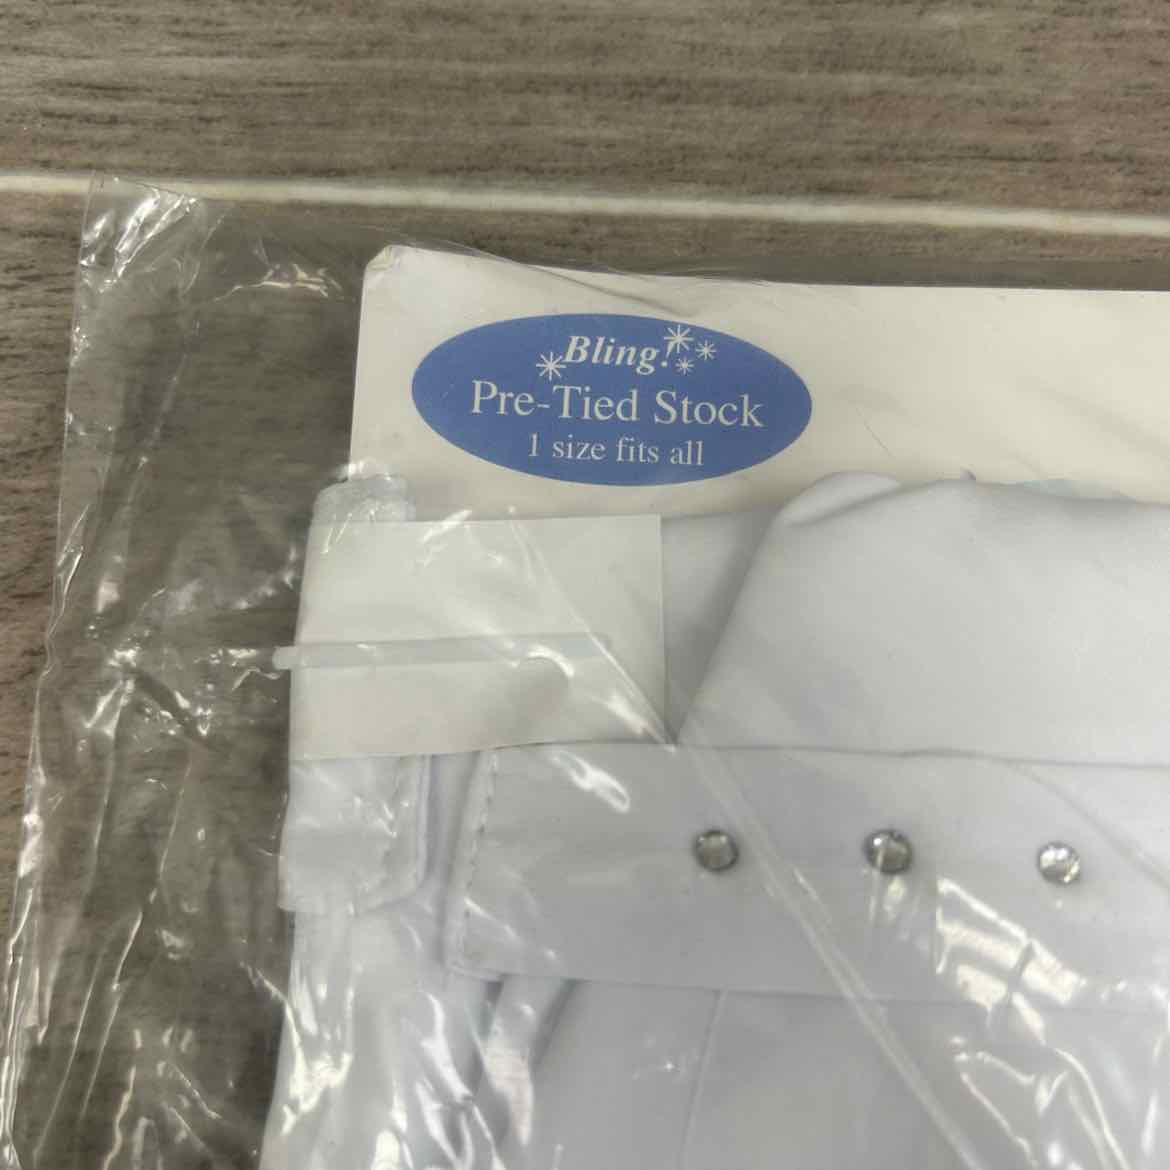 Bling!
Pre-Tied Stock
1 size fits all